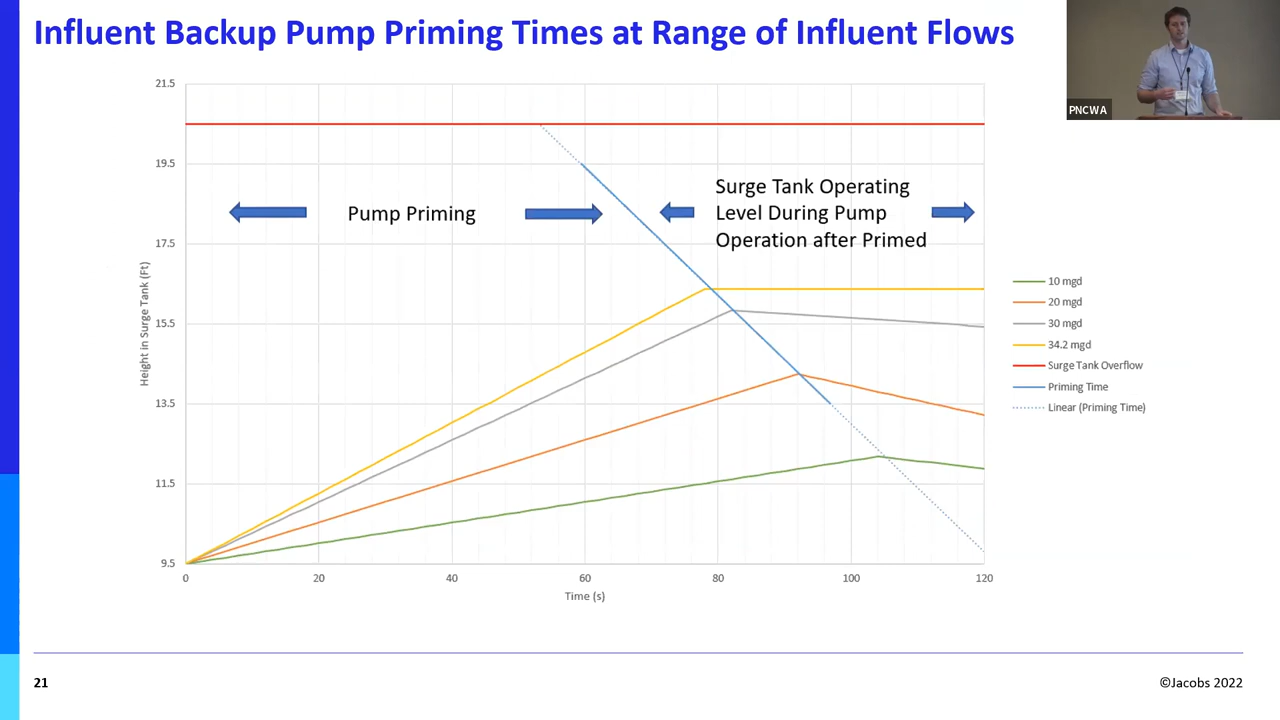 Influent Backup Pump Priming Times at Range of Influent Flows
PNCWA
21.5
19.5
17.5
15.5
13.5
11.5
9.5
Height in Surge Tank (Ft)
Pump Priming
Surge Tank Operating
Level During Pump
Operation after Primed
0
20
40
60
80
100
120
Time (s)
10 mgd
20 mgd
30 mgd
34.2 mgd
Surge Tank Overflow
Priming Time
Linear (Priming Time)
21
©Jacobs 2022